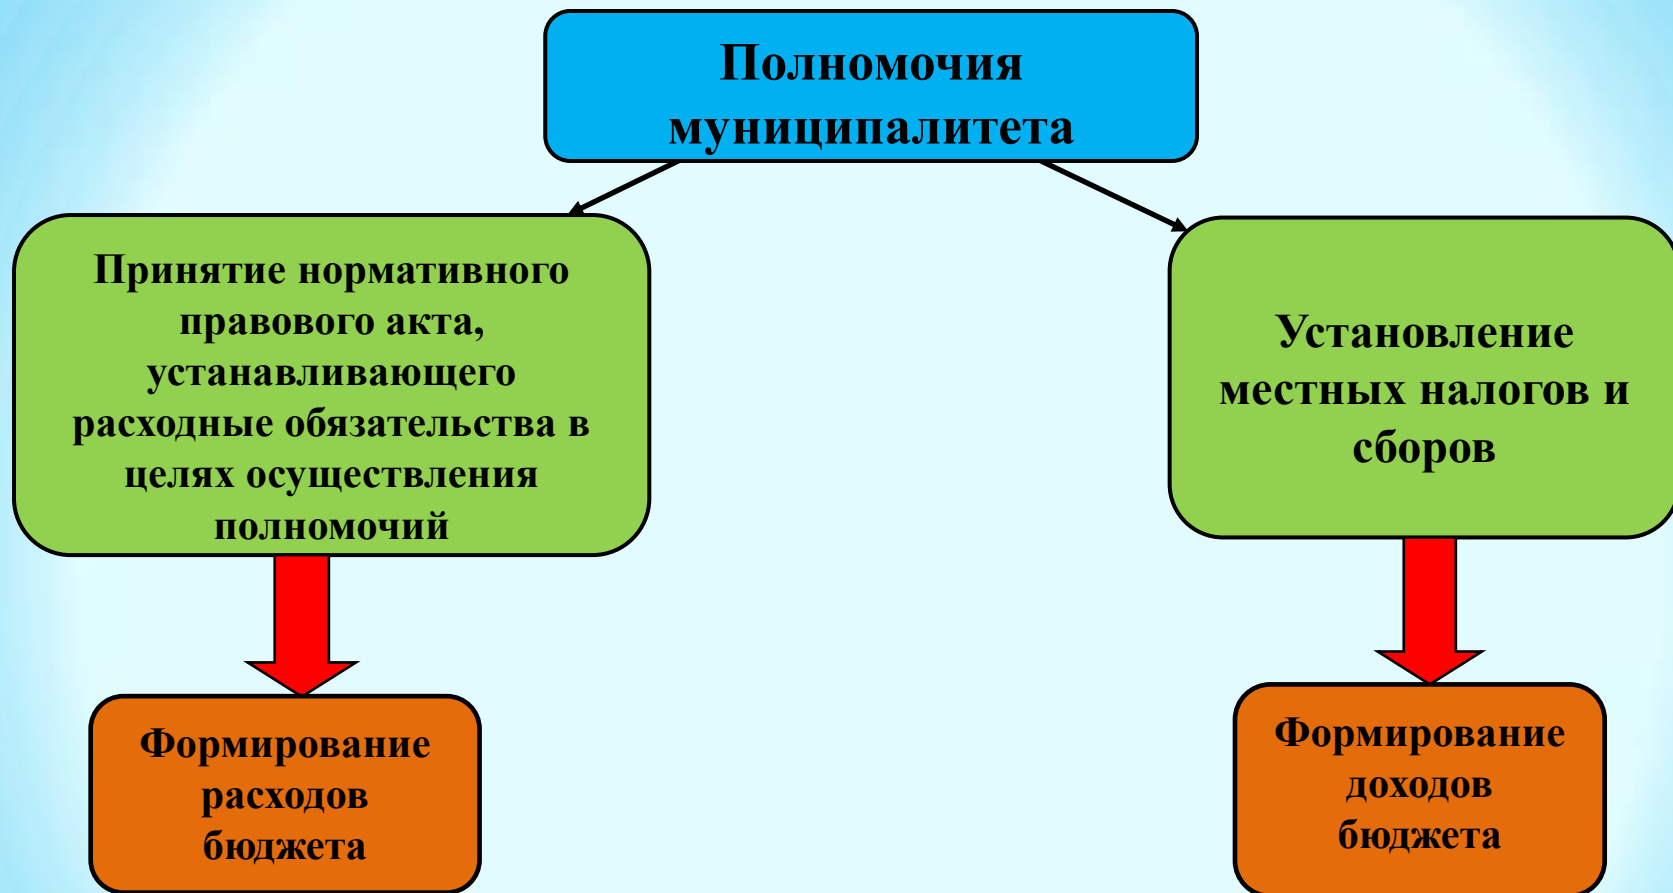 Полномочия
муниципалитета
Принятие нормативного
правового акта,
устанавливающего
расходные обязательства в
целях осуществления
полномочий
Установление
местных налогов и
сборов
Формирование
расходов
бюджета
Формирование
доходов
бюджета